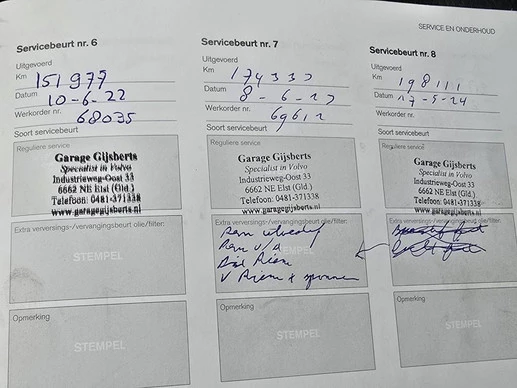 SERVICE EN ONDERHOUD
Servicebeurt nr. 6
Uitgevoerd
Km 151977
Datum 10-6-22
Werkorder nr. 68035
Soort servicebeurt
Reguliere service:
Garage Gijsberts
Specialist in Volvo
Industrieweg-Oost 33
6662 NE Elst (Gld.)
Telefoon: 0481-371338
www.garagegijsberts.nl
Extra verversings-/vervangingsbeurt olie/filter:
STEMPEL
Opmerking
STEMPEL
Servicebeurt nr. 7
Uitgevoerd
Km
Datum 8-6-23
Werkorder nr.
Soort servicebeurt
Reguliere service:
Garage Gijsberts
Specialist in Volvo
Industrieweg-Oost 33
6662 NE Elst (Gld.)
Telefoon: 0481-371338
www.garagegijsberts.nl
Extra verversings-/vervangingsbeurt olie/filter:
STEMPEL
Riem
V Riem
Opmerking
STEMPEL
Servicebeurt nr. 8
Uitgevoerd
Km 198111
Datum 17-5-24
Werkorder nr.
Soort servicebeurt
Reguliere service:
Garage Gijsberts
Specialist in Volvo
Industrieweg-Oost 33
6662 NE Elst (Gld.)
Telefoon: 0481-371338
www.garagegijsberts.nl
Extra verversings-/vervangingsbeurt olie/filter:
Opmerking
STEMPEL